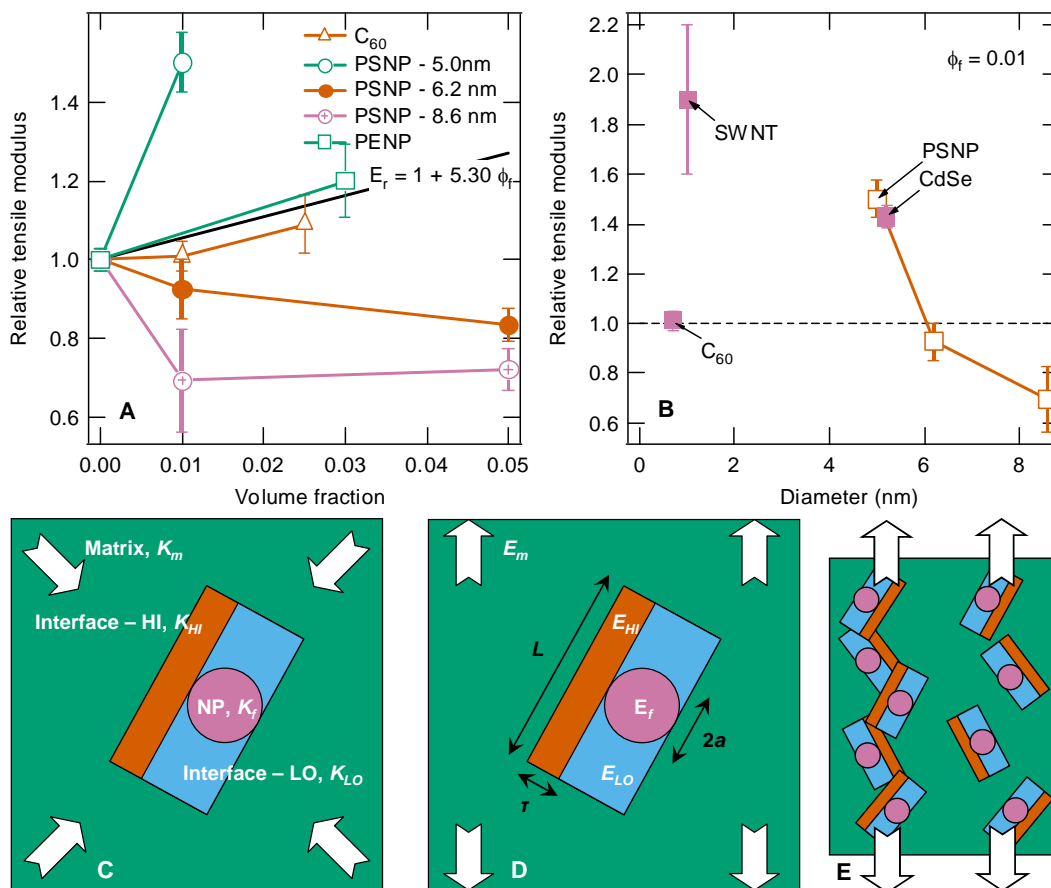 Relative tensile modulus
1.4
1.2
1.0
0.8
0.6
0.00
0.01
0.02
0.03
0.04
0.05
Volume fraction
C₆₀
PSNP - 5.0nm
PSNP - 6.2 nm
PSNP - 8.6 nm
PENP
Eᵣ = 1 + 5.30 ϕf
A
Relative tensile modulus
2.2
2.0
1.8
1.6
1.4
1.2
1.0
0.8
0.6
0
2
4
6
8
Diameter (nm)
ϕf = 0.01
SWNT
PSNP
CdSe
C₆₀
B
Matrix, Km
Interface – HI, KHI
NP, Kf
Interface – LO, KLO
C
Em
EHI
L
Ef
2a
ELO
τ
D
E